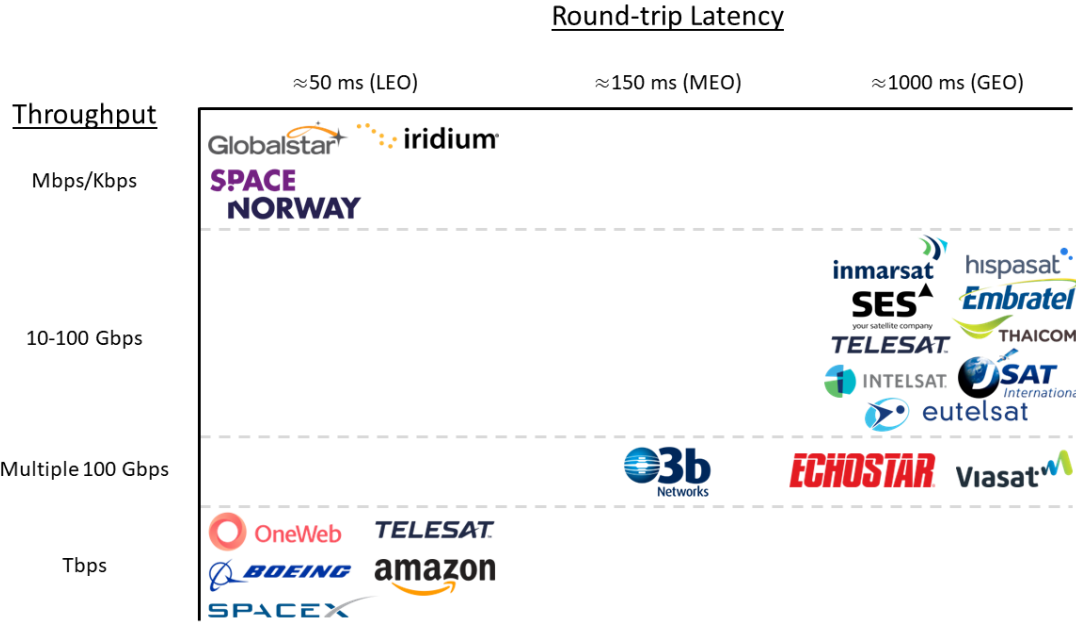 Round-trip Latency
≈50 ms (LEO)
≈150 ms (MEO)
≈1000 ms (GEO)
Throughput
Mbps/Kbps
Globalstar
iridium
SPACE
NORWAY
10-100 Gbps
inmarsat
hispasat
SES
your satellite company
Embratel
THAICOM
TELESAT
INTELSAT
JSAT
International
eutelsat
Multiple 100 Gbps
O3b
Networks
ECHOSTAR
Viasat
Tbps
OneWeb
TELESAT
BOEING
amazon
SPACEX